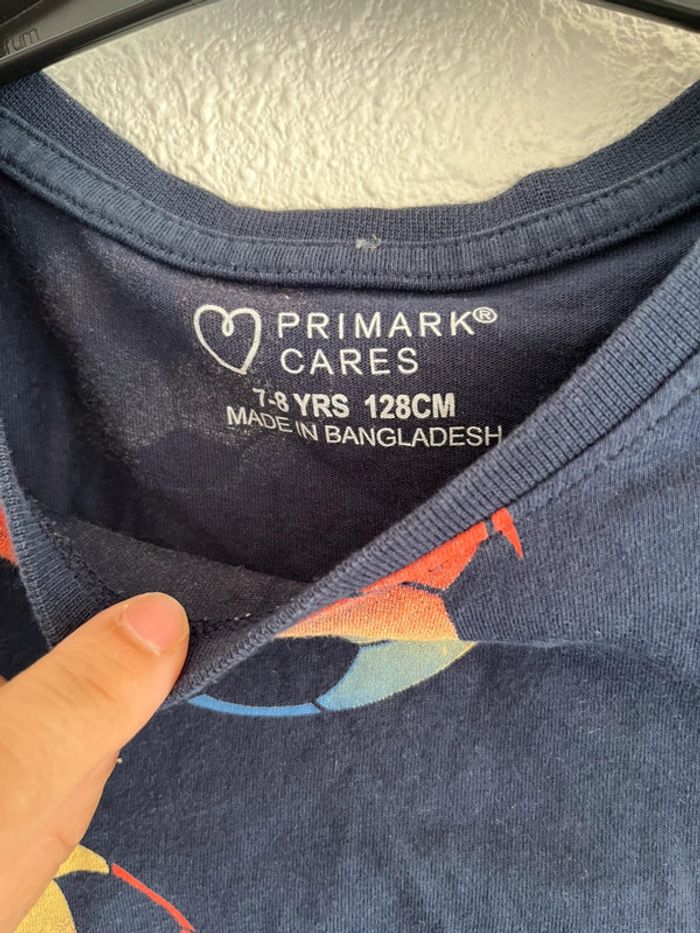 PRIMARK®
CARES
7-8 YRS 128CM
MADE IN BANGLADESH